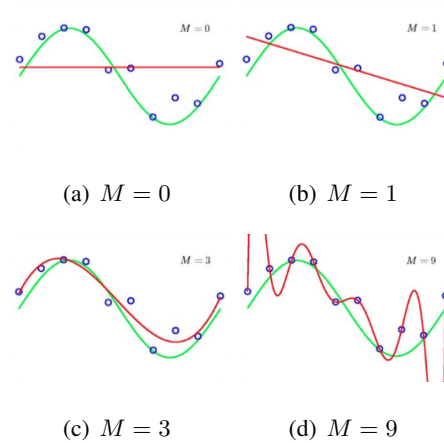 M = 0
M = 1
(a) M = 0
(b) M = 1
M = 3
M = 9
(c) M = 3
(d) M = 9